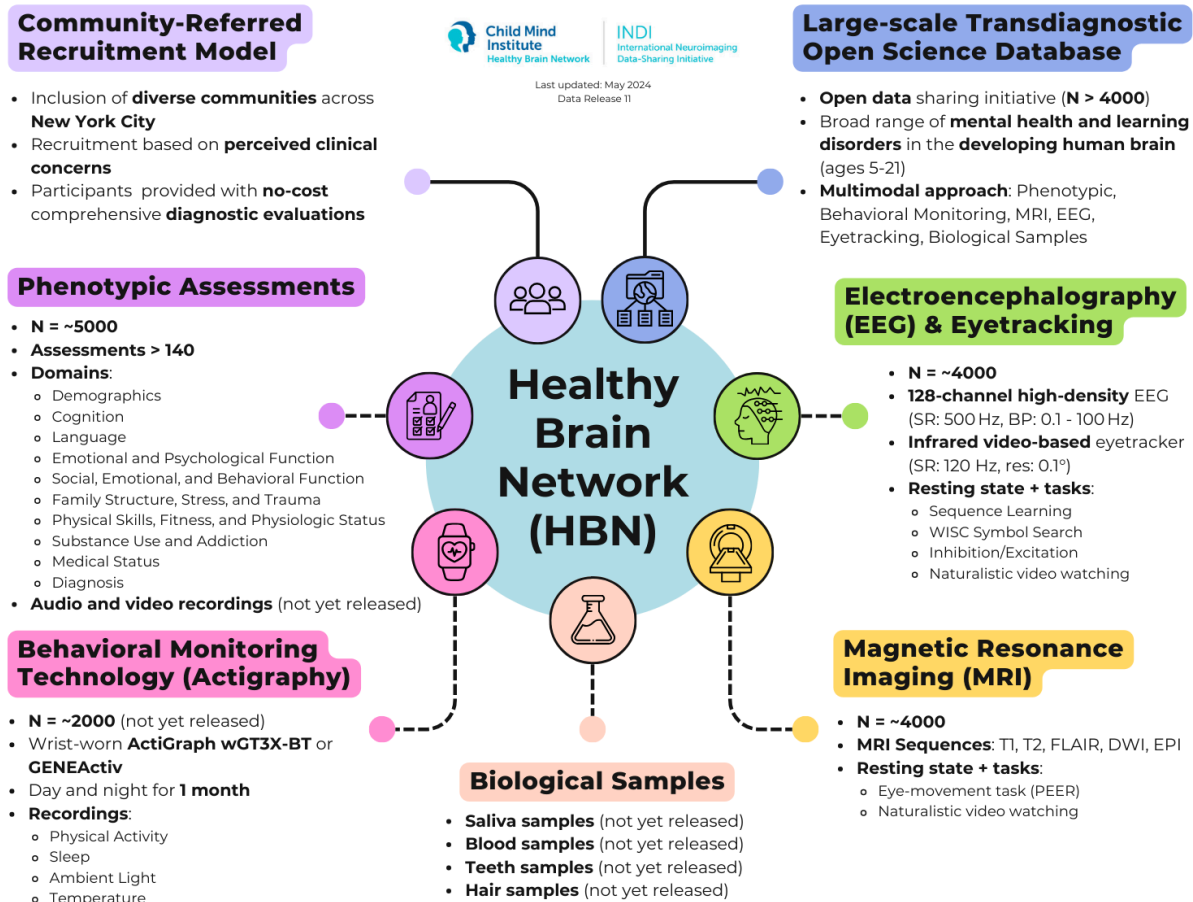 Community-Referred
Recruitment Model
• Inclusion of diverse communities across
New York City
• Recruitment based on perceived clinical
concerns
• Participants provided with no-cost
comprehensive diagnostic evaluations
Child Mind
Institute
Healthy Brain Network
INDI
International Neuroimaging
Data-Sharing Initiative
Last updated: May 2024
Data Release 11
Large-scale Transdiagnostic
Open Science Database
• Open data sharing initiative (N > 4000)
• Broad range of mental health and learning
disorders in the developing human brain
(ages 5-21)
• Multimodal approach: Phenotypic,
Behavioral Monitoring, MRI, EEG,
Eyetracking, Biological Samples
Phenotypic Assessments
• N = ~5000
• Assessments > 140
• Domains:
Demographics
Cognition
Language
Emotional and Psychological Function
Social, Emotional, and Behavioral Function
Family Structure, Stress, and Trauma
Physical Skills, Fitness, and Physiologic Status
Substance Use and Addiction
Medical Status
Diagnosis
• Audio and video recordings (not yet released)
Healthy
Brain
Network
(HBN)
Electroencephalography
(EEG) & Eyetracking
• N = ~4000
• 128-channel high-density EEG
(SR: 500 Hz, BP: 0.1 - 100 Hz)
• Infrared video-based eyetracker
(SR: 120 Hz, res: 0.1°)
• Resting state + tasks:
Sequence Learning
WISC Symbol Search
Inhibition/Excitation
Naturalistic video watching
Behavioral Monitoring
Technology (Actigraphy)
• N = ~2000 (not yet released)
• Wrist-worn ActiGraph wGT3X-BT or
GENEActiv
• Day and night for 1 month
• Recordings:
Physical Activity
Sleep
Ambient Light
Temperature
Biological Samples
• Saliva samples (not yet released)
• Blood samples (not yet released)
• Teeth samples (not yet released)
• Hair samples (not yet released)
Magnetic Resonance
Imaging (MRI)
• N = ~4000
• MRI Sequences: T1, T2, FLAIR, DWI, EPI
• Resting state + tasks:
Eye-movement task (PEER)
Naturalistic video watching